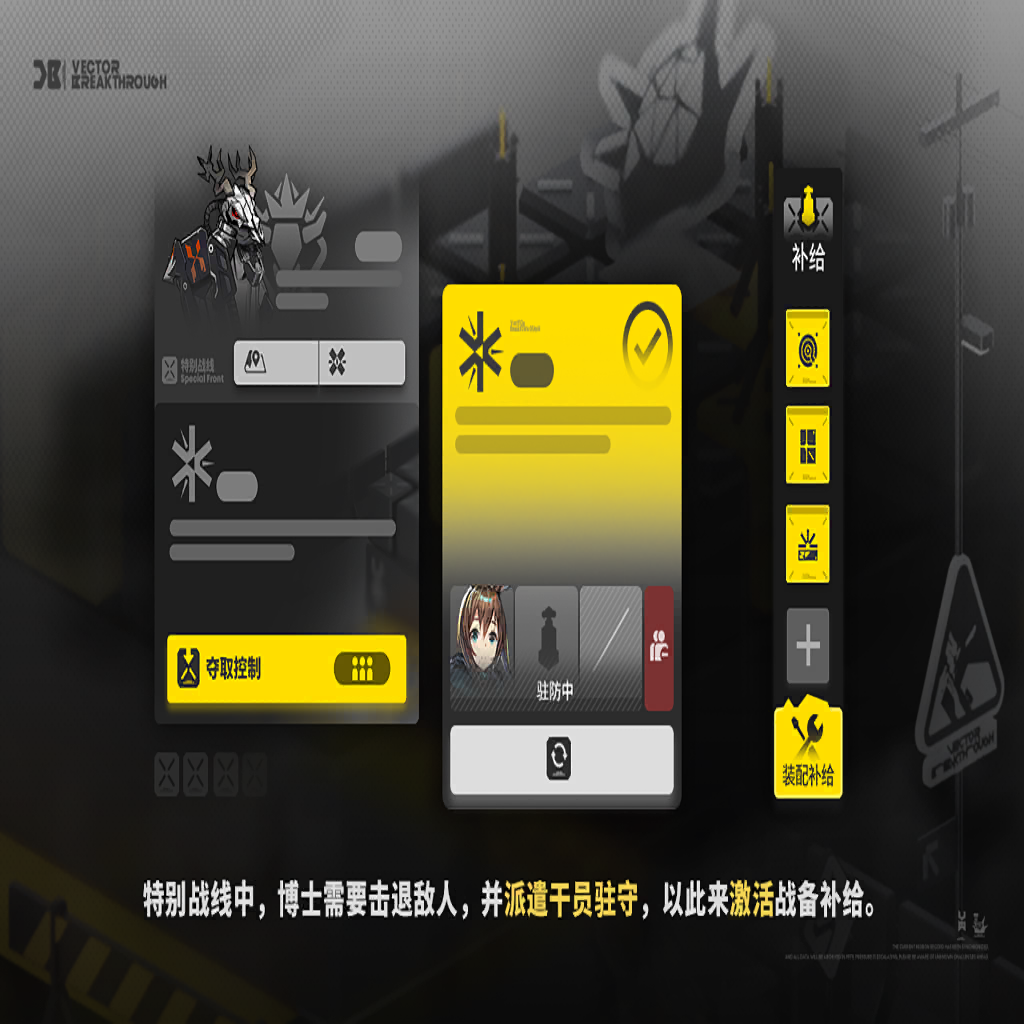 VECTOR
BREAKTHROUGH
补给
特别战线
Special Front
夺取控制
驻防中
装配补给
特别战线中，博士需要击退敌人，并派遣干员驻守，以此来激活战备补给。
VECTOR
BREAKTHROUGH